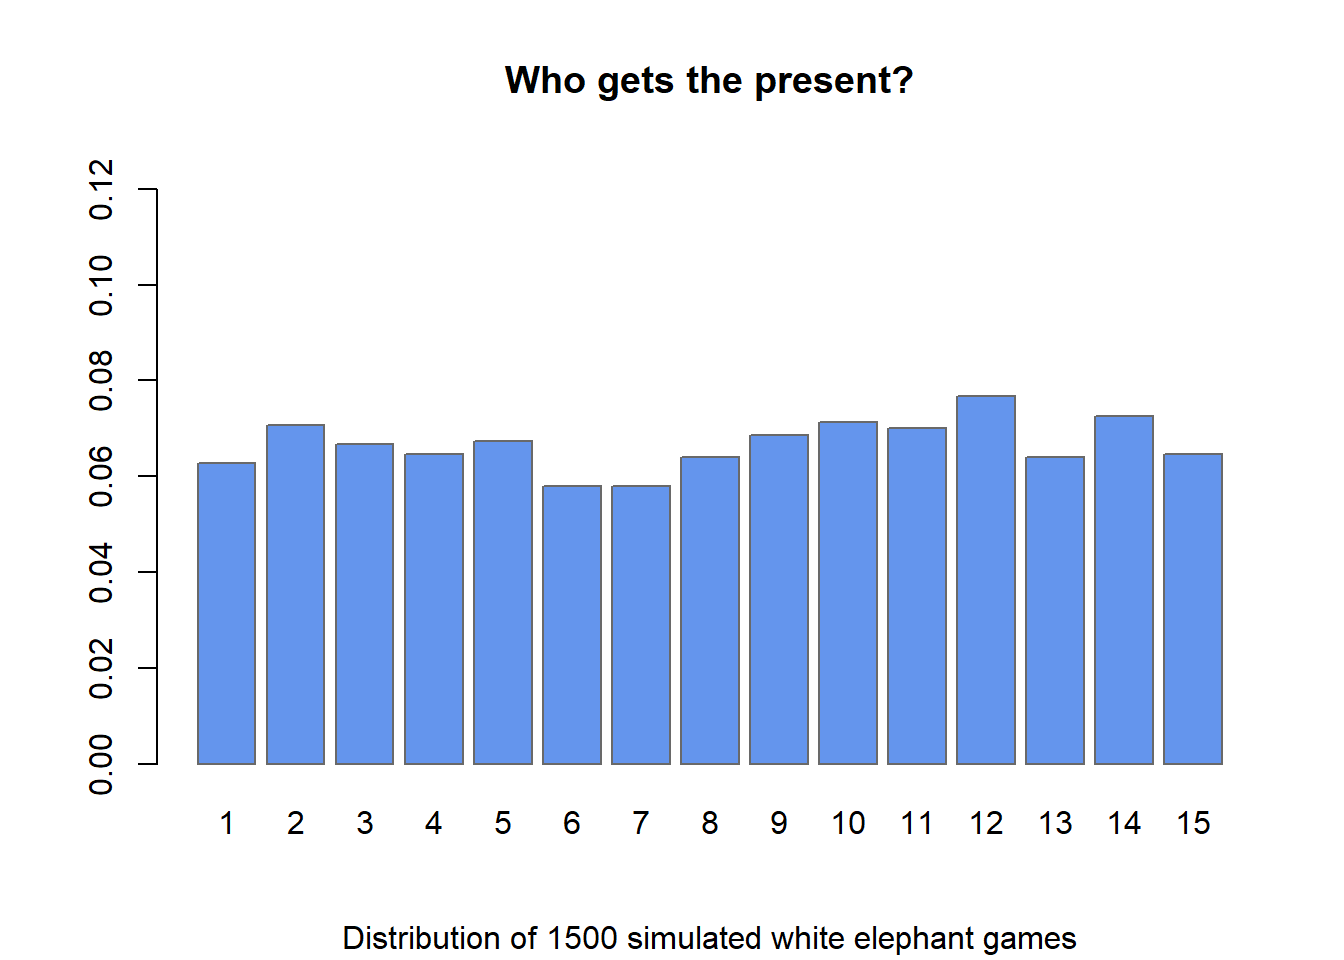 Who gets the present?
0.12
0.10
0.08
0.06
0.04
0.02
0.00
1 2 3 4 5 6 7 8 9 10 11 12 13 14 15
Distribution of 1500 simulated white elephant games